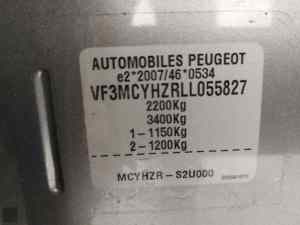 AUTOMOBILES PEUGEOT
e2*2007/46*0534
VF3MCYHZRLL055827
2200Kg
3400Kg
1-1150Kg
2-1200Kg
MCYHZR-S2U000